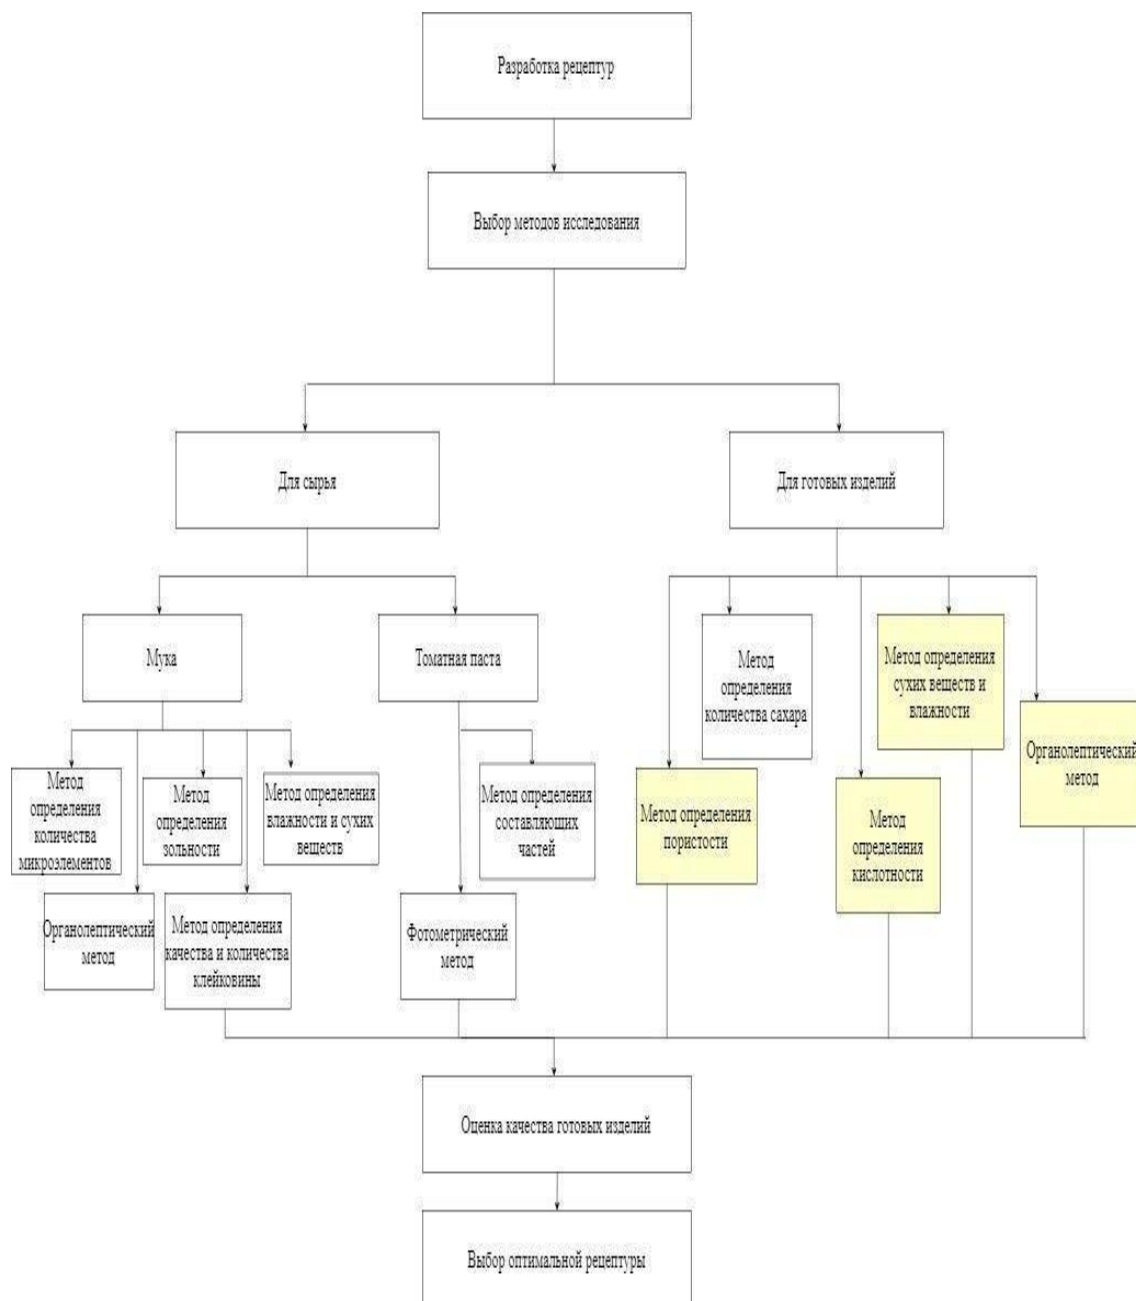 Разработка рецептур
Выбор методов исследования
Для сырья
Для готовых изделий
Мука
Томатная паста
Метод
определения
количества сахара
Метод определения
сухих веществ и
влажности
Органолептический
метод
Метод
определения
количества
микроэлементов
Метод
определения
зольности
Метод определения
влажности и сухих
веществ
Метод определения
составляющих
частей
Метод определения
пористости
Метод
определения
кислотности
Органолептический
метод
Метод определения
качества и количества
клейковины
Фотометрический
метод
Оценка качества готовых изделий
Выбор оптимальной рецептуры